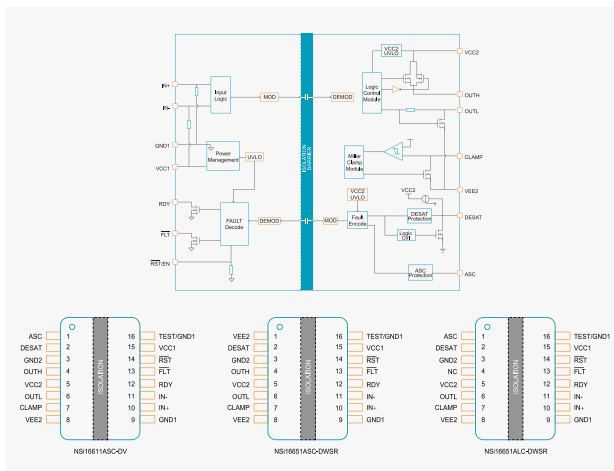 VCC2
UVLO
VCC2
IN+
Input
Logic
MOD
DEMOD
Logic
Control
Module
OUTH
OUTL
IN-
ISOLATION
BARRIER
GND1
Power
Management
UVLO
Miller
Clamp
Module
CLAMP
VCC1
VEE2
VCC2
UVLO
VCC2
RDY
FAULT
Decode
DEMOD
MOD
Fault
Encode
DESAT
Protection
DESAT
FLT
Logic
Ctrl
RST/EN
ASC
Protection
ASC
ASC 1 16 TEST/GND1
DESAT 2 15 VCC1
GND2 3 14 RST
OUTH 4 13 FLT
VCC2 5 12 RDY
OUTL 6 11 IN-
CLAMP 7 10 IN+
VEE2 8 9 GND1
ISOLATION
NSi16611ASC-DV
VEE2 1 16 TEST/GND1
DESAT 2 15 VCC1
GND2 3 14 RST
OUTH 4 13 FLT
VCC2 5 12 RDY
OUTL 6 11 IN-
CLAMP 7 10 IN+
VEE2 8 9 GND1
ISOLATION
NSi16651ASC-DWSR
ASC 1 16 TEST/GND1
DESAT 2 15 VCC1
GND2 3 14 RST
NC 4 13 FLT
VCC2 5 12 RDY
OUTL 6 11 IN-
CLAMP 7 10 IN+
VEE2 8 9 GND1
ISOLATION
NSi16651ALC-DWSR